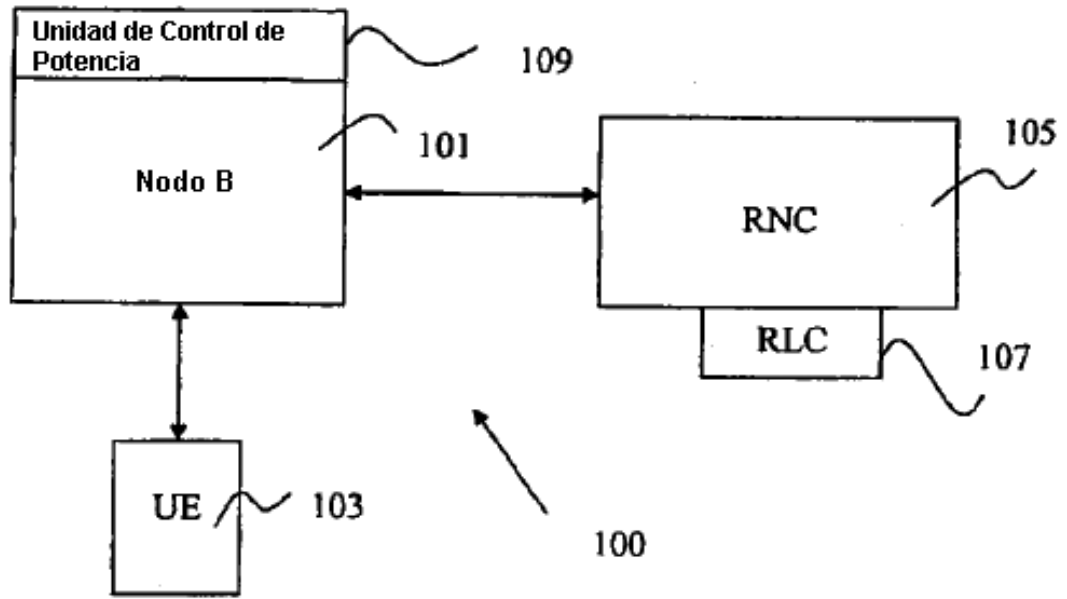 Unidad de Control de
Potencia
109
101
Nodo B
105
RNC
RLC
107
UE
103
100